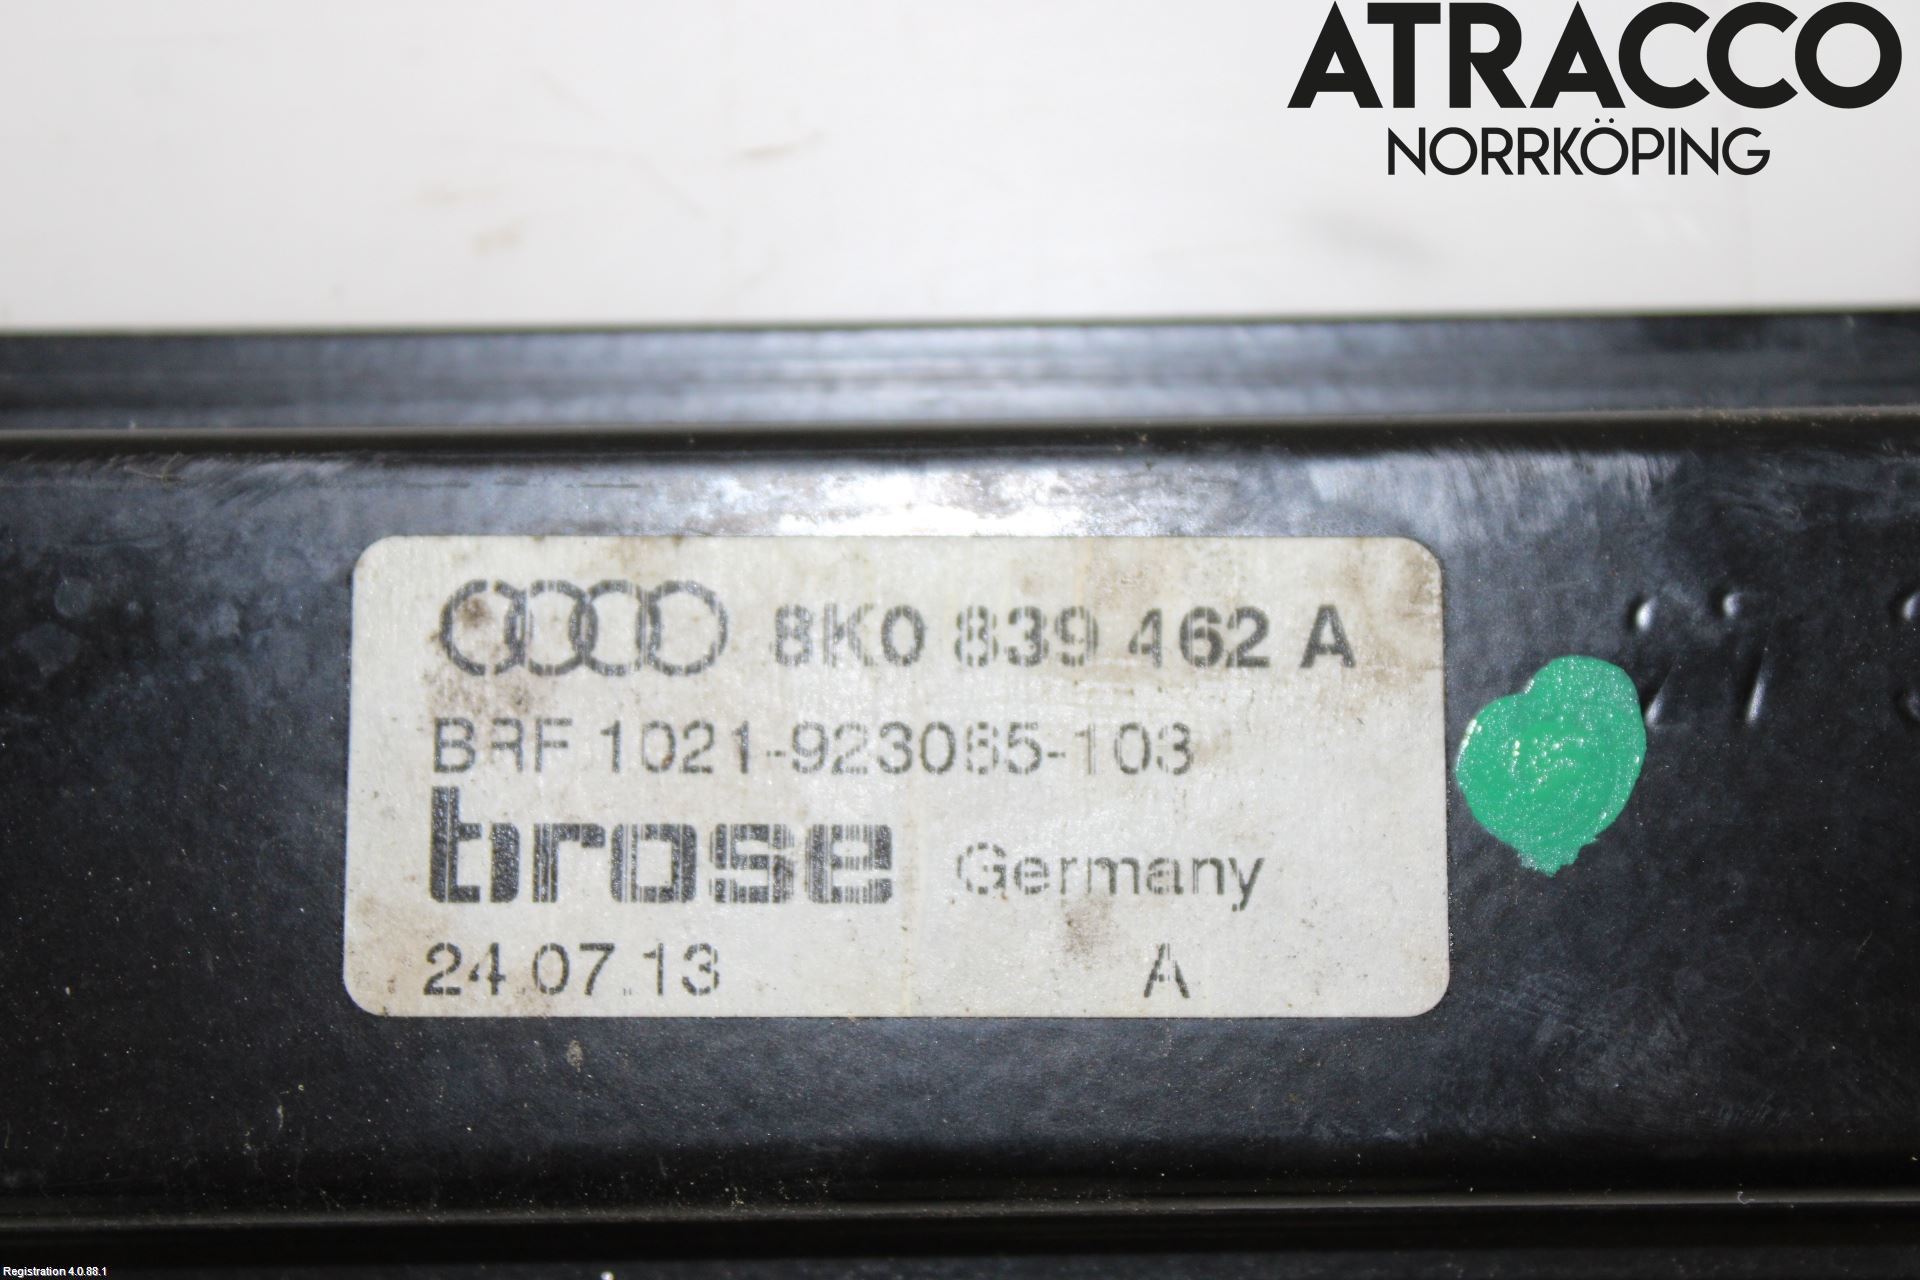 ATRACCO
NORRKÖPING
8K0 839 462 A
BRF 1021-923065-103
brose Germany
24.07.13 A
Registration 4.0.88.1